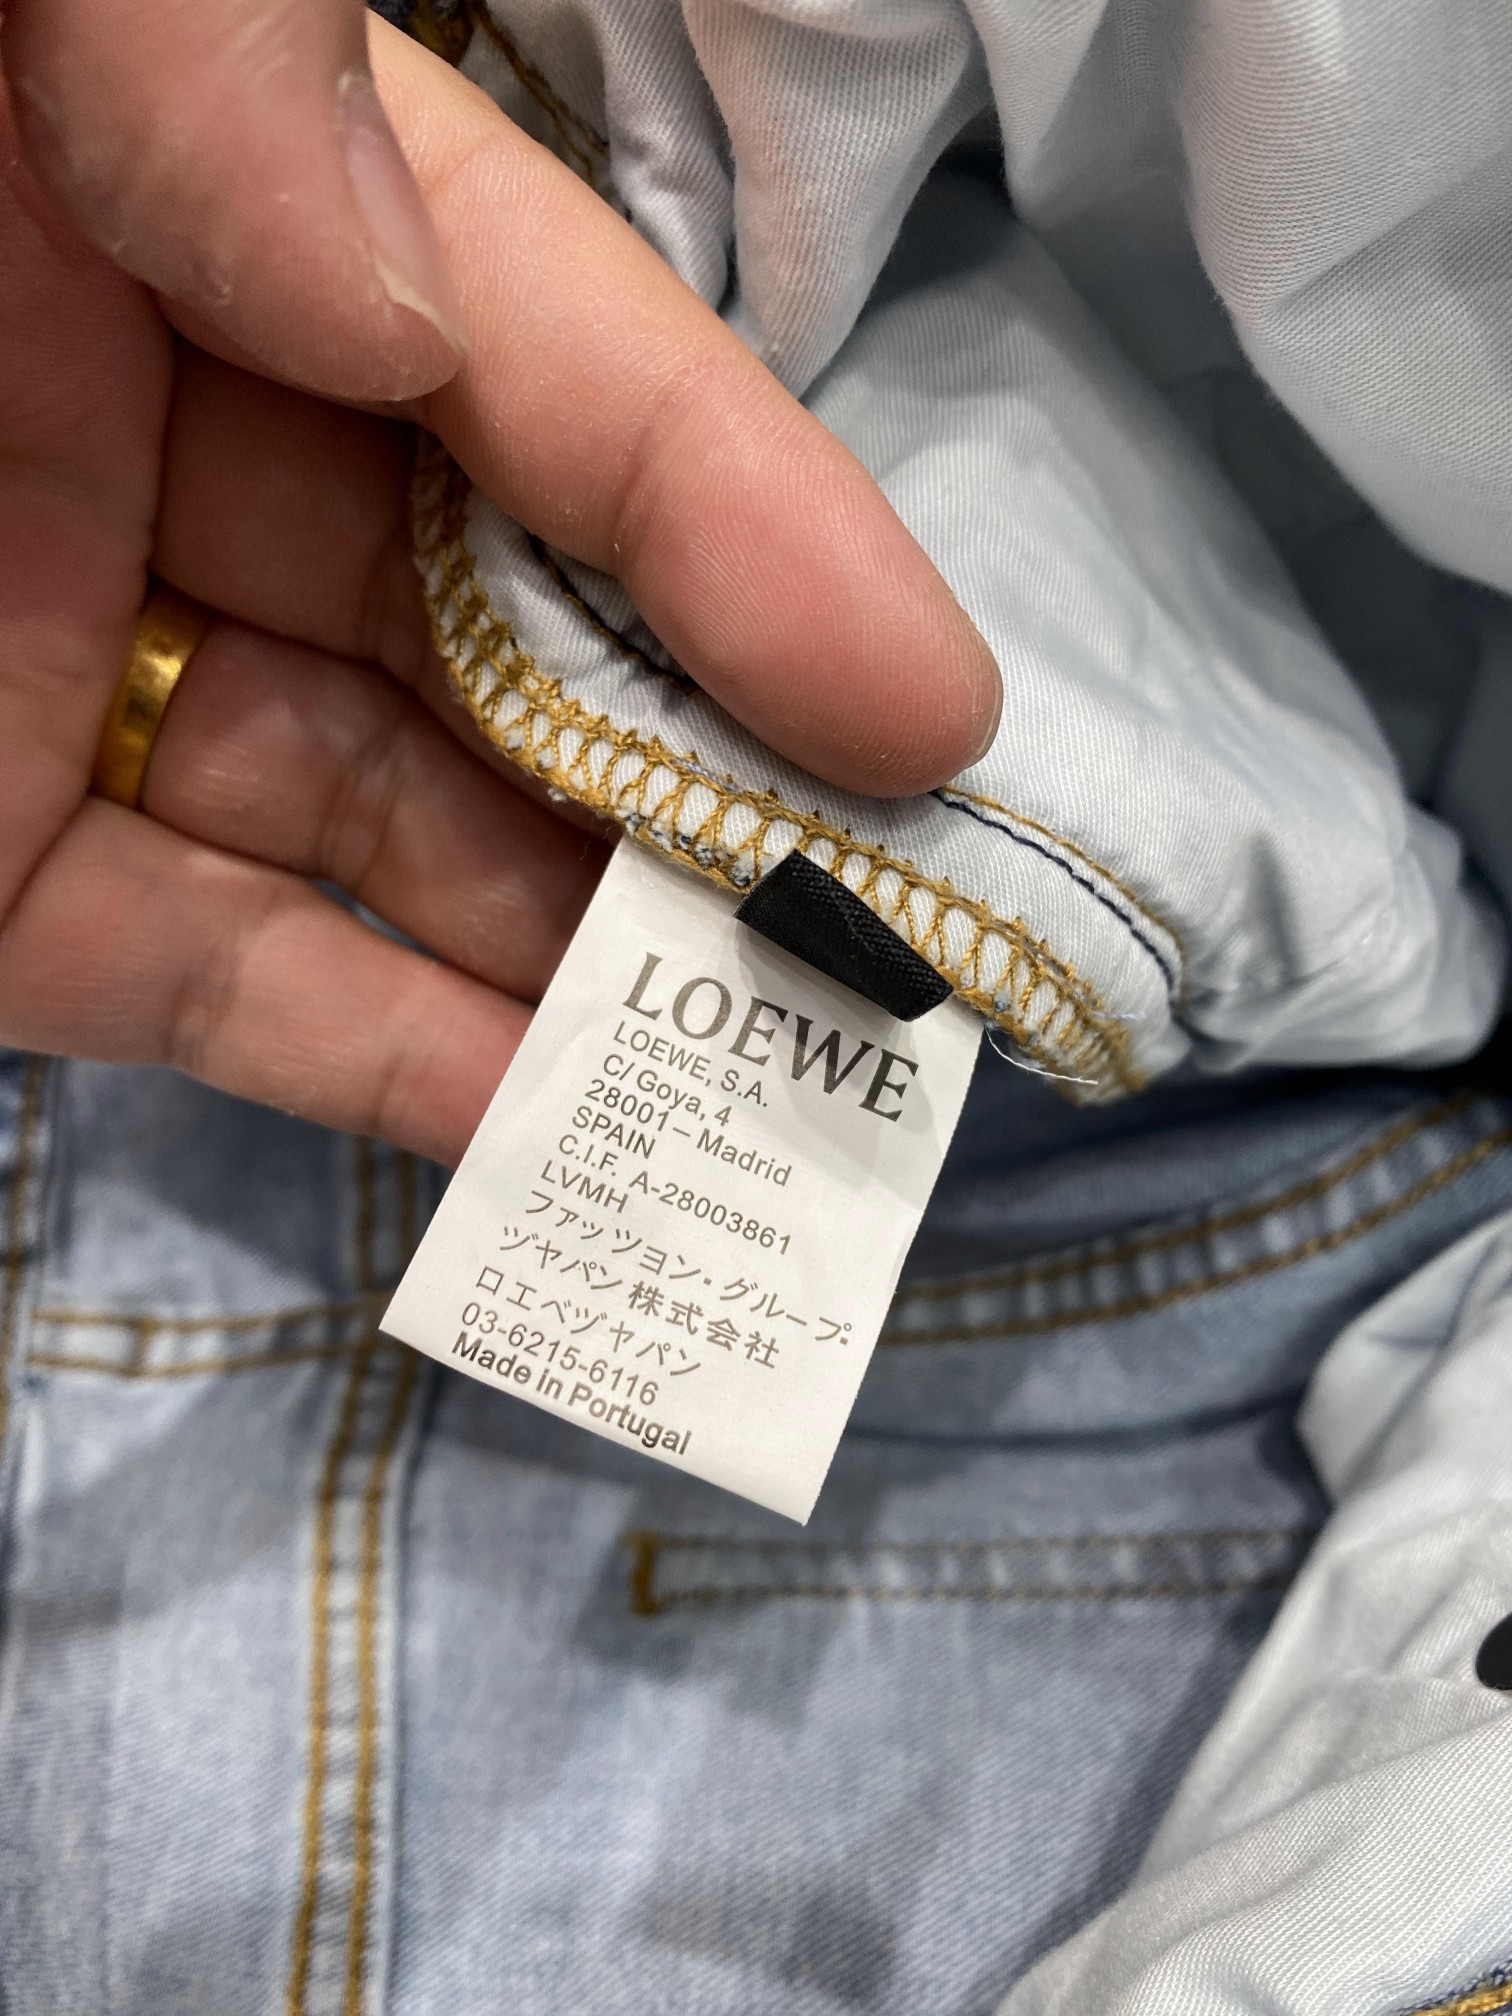 LOEWE
LOEWE, S.A.
C/ Goya, 4
28001 – Madrid
SPAIN
C.I.F. A-28003861
LVMH
ファッツョン・グループ:
ヅャパン 株式会社
ロエベヅャパン
03-6215-6116
Made in Portugal